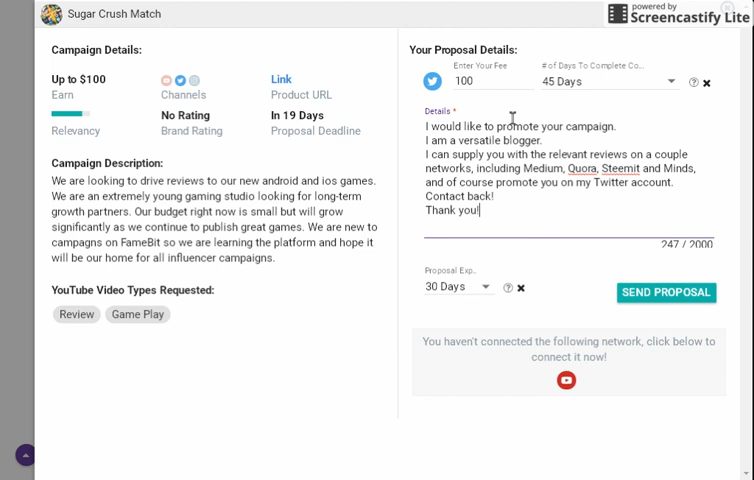 Sugar Crush Match
powered by
Screencastify Lite
Campaign Details:
Up to $100
Earn
Channels
Link
Product URL
Relevancy
No Rating
Brand Rating
In 19 Days
Proposal Deadline
Campaign Description:
We are looking to drive reviews to our new android and ios games.
We are an extremely young gaming studio looking for long-term
growth partners. Our budget right now is small but will grow
significantly as we continue to publish great games. We are new to
campagns on FameBit so we are learning the platform and hope it
will be our home for all influencer campaigns.
YouTube Video Types Requested:
Review
Game Play
Your Proposal Details:
Enter Your Fee
100
# of Days To Complete Co...
45 Days
Details *
I would like to promote your campaign.
I am a versatile blogger.
I can supply you with the relevant reviews on a couple
networks, including Medium, Quora, Steemit and Minds,
and of course promote you on my Twitter account.
Contact back!
Thank you!
247 / 2000
Proposal Exp..
30 Days
SEND PROPOSAL
You haven't connected the following network, click below to
connect it now!